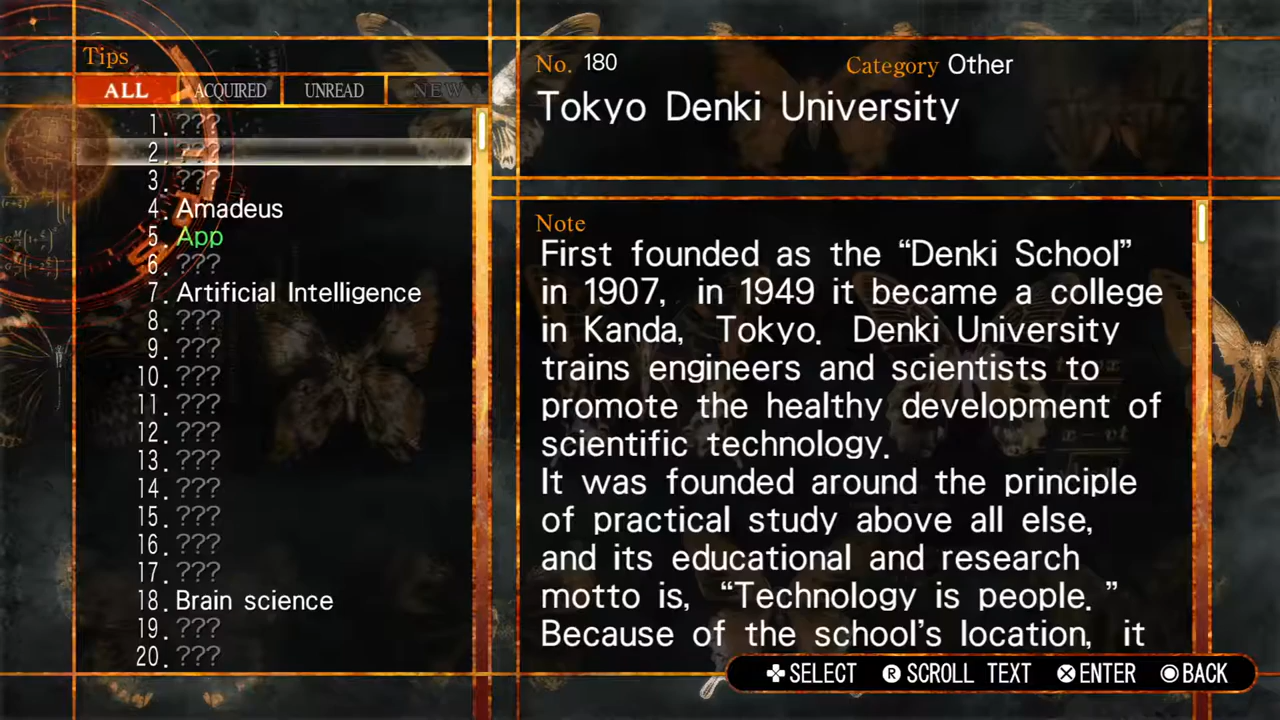 Tips
ALL ACQUIRED UNREAD NEW
1. ???
2. ???
3. ???
4. Amadeus
5. App
6. ???
7. Artificial Intelligence
8. ???
9. ???
10. ???
11. ???
12. ???
13. ???
14. ???
15. ???
16. ???
17. ???
18. Brain science
19. ???
20. ???
No. 180 Category Other
Tokyo Denki University
Note
First founded as the “Denki School”
in 1907, in 1949 it became a college
in Kanda, Tokyo. Denki University
trains engineers and scientists to
promote the healthy development of
scientific technology.
It was founded around the principle
of practical study above all else,
and its educational and research
motto is, “Technology is people.”
Because of the school’s location, it
SELECT R SCROLL TEXT ENTER BACK